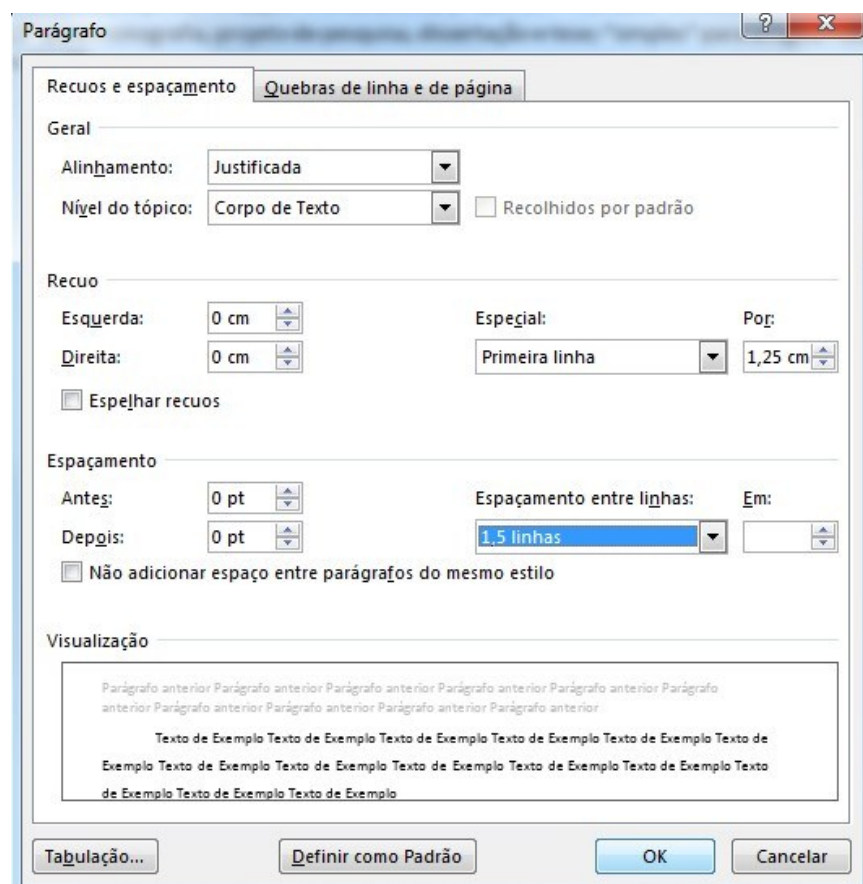 Parágrafo
Recuos e espaçamento Quebras de linha e de página
Geral
Alinhamento: Justificada
Nível do tópico: Corpo de Texto Recolhidos por padrão
Recuo
Esquerda: 0 cm Especial: Por:
Direita: 0 cm Primeira linha 1,25 cm
Espelhar recuos
Espaçamento
Antes: 0 pt Espaçamento entre linhas: Em:
Depois: 0 pt 1,5 linhas
Não adicionar espaço entre parágrafos do mesmo estilo
Visualização
Parágrafo anterior Parágrafo anterior Parágrafo anterior Parágrafo anterior Parágrafo anterior Parágrafo
anterior Parágrafo anterior Parágrafo anterior Parágrafo anterior Parágrafo anterior
Texto de Exemplo Texto de Exemplo Texto de Exemplo Texto de Exemplo Texto de Exemplo Texto de
Exemplo Texto de Exemplo Texto de Exemplo Texto de Exemplo Texto de Exemplo Texto de Exemplo Texto
de Exemplo Texto de Exemplo Texto de Exemplo
Tabulação... Definir como Padrão OK Cancelar